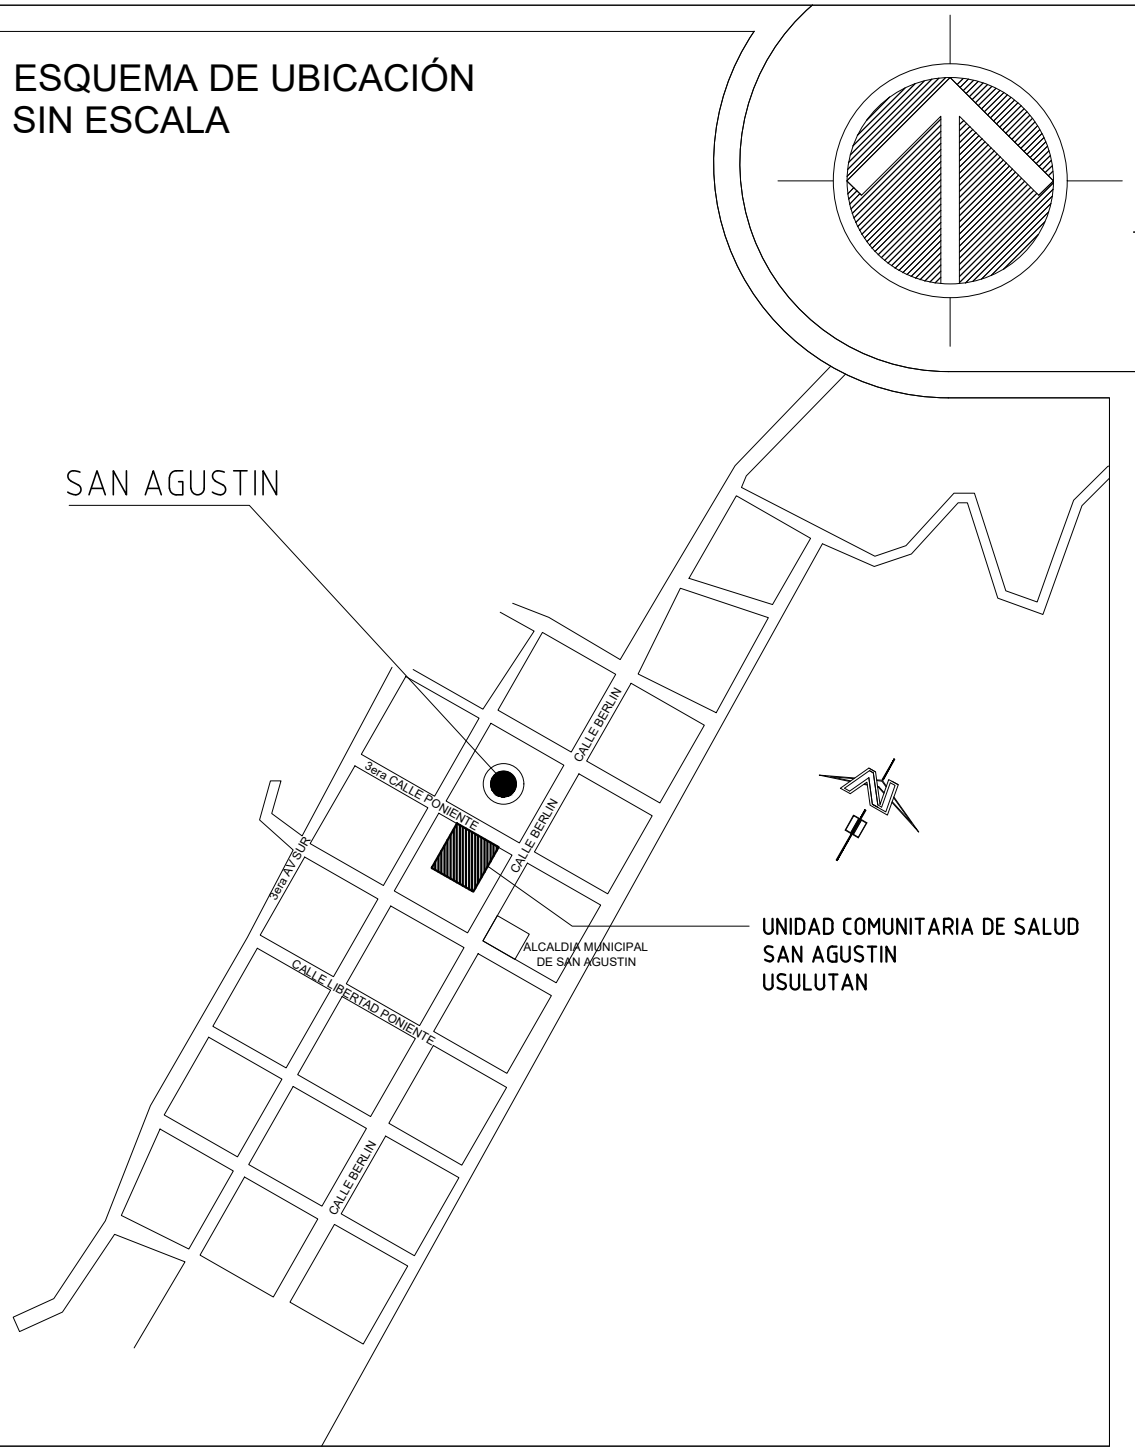 ESQUEMA DE UBICACIÓN
SIN ESCALA
SAN AGUSTIN
CALLE BERLIN
3era CALLE PONIENTE
CALLE BERLIN
3era AV SUR
UNIDAD COMUNITARIA DE SALUD
SAN AGUSTIN
USULUTAN
ALCALDIA MUNICIPAL
DE SAN AGUSTIN
CALLE LIBERTAD PONIENTE
CALLE BERLIN
N